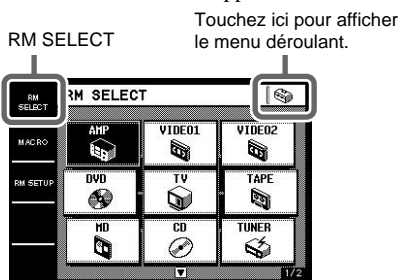 Touchez ici pour afficher
le menu déroulant.
RM SELECT
RM
SELECT
RM SELECT
MACRO
RM SETUP
AMP
VIDEO1
VIDEO2
DVD
TV
TAPE
MD
CD
TUNER
1/2